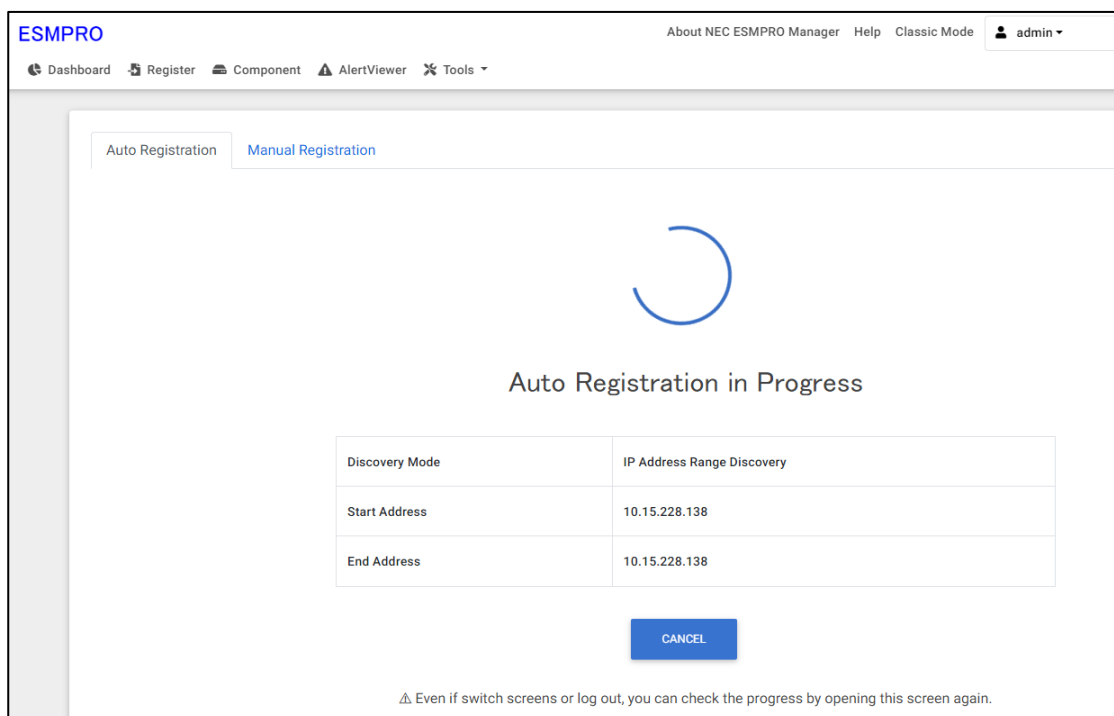 ESMPRO
About NEC ESMPRO Manager Help Classic Mode admin
Dashboard Register Component AlertViewer Tools
Auto Registration Manual Registration
Auto Registration in Progress
Discovery Mode IP Address Range Discovery
Start Address 10.15.228.138
End Address 10.15.228.138
CANCEL
⚠ Even if switch screens or log out, you can check the progress by opening this screen again.